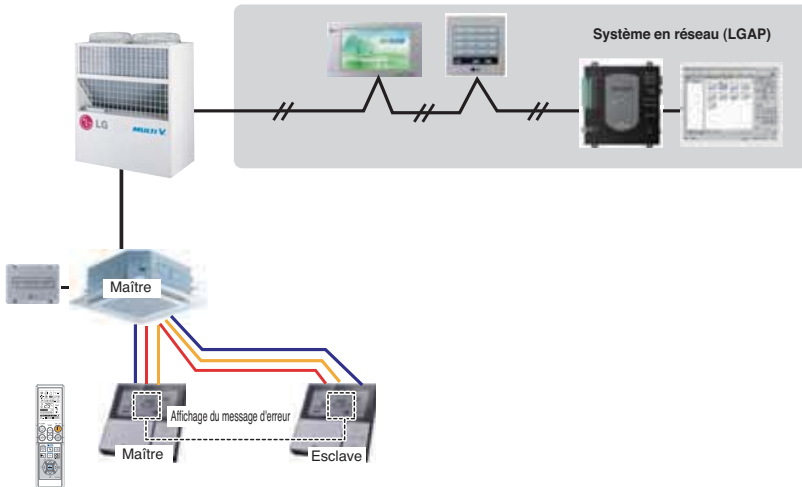 Système en réseau (LGAP)
LG
MULTI V
Maître
Affichage du message d'erreur
Maître
Esclave